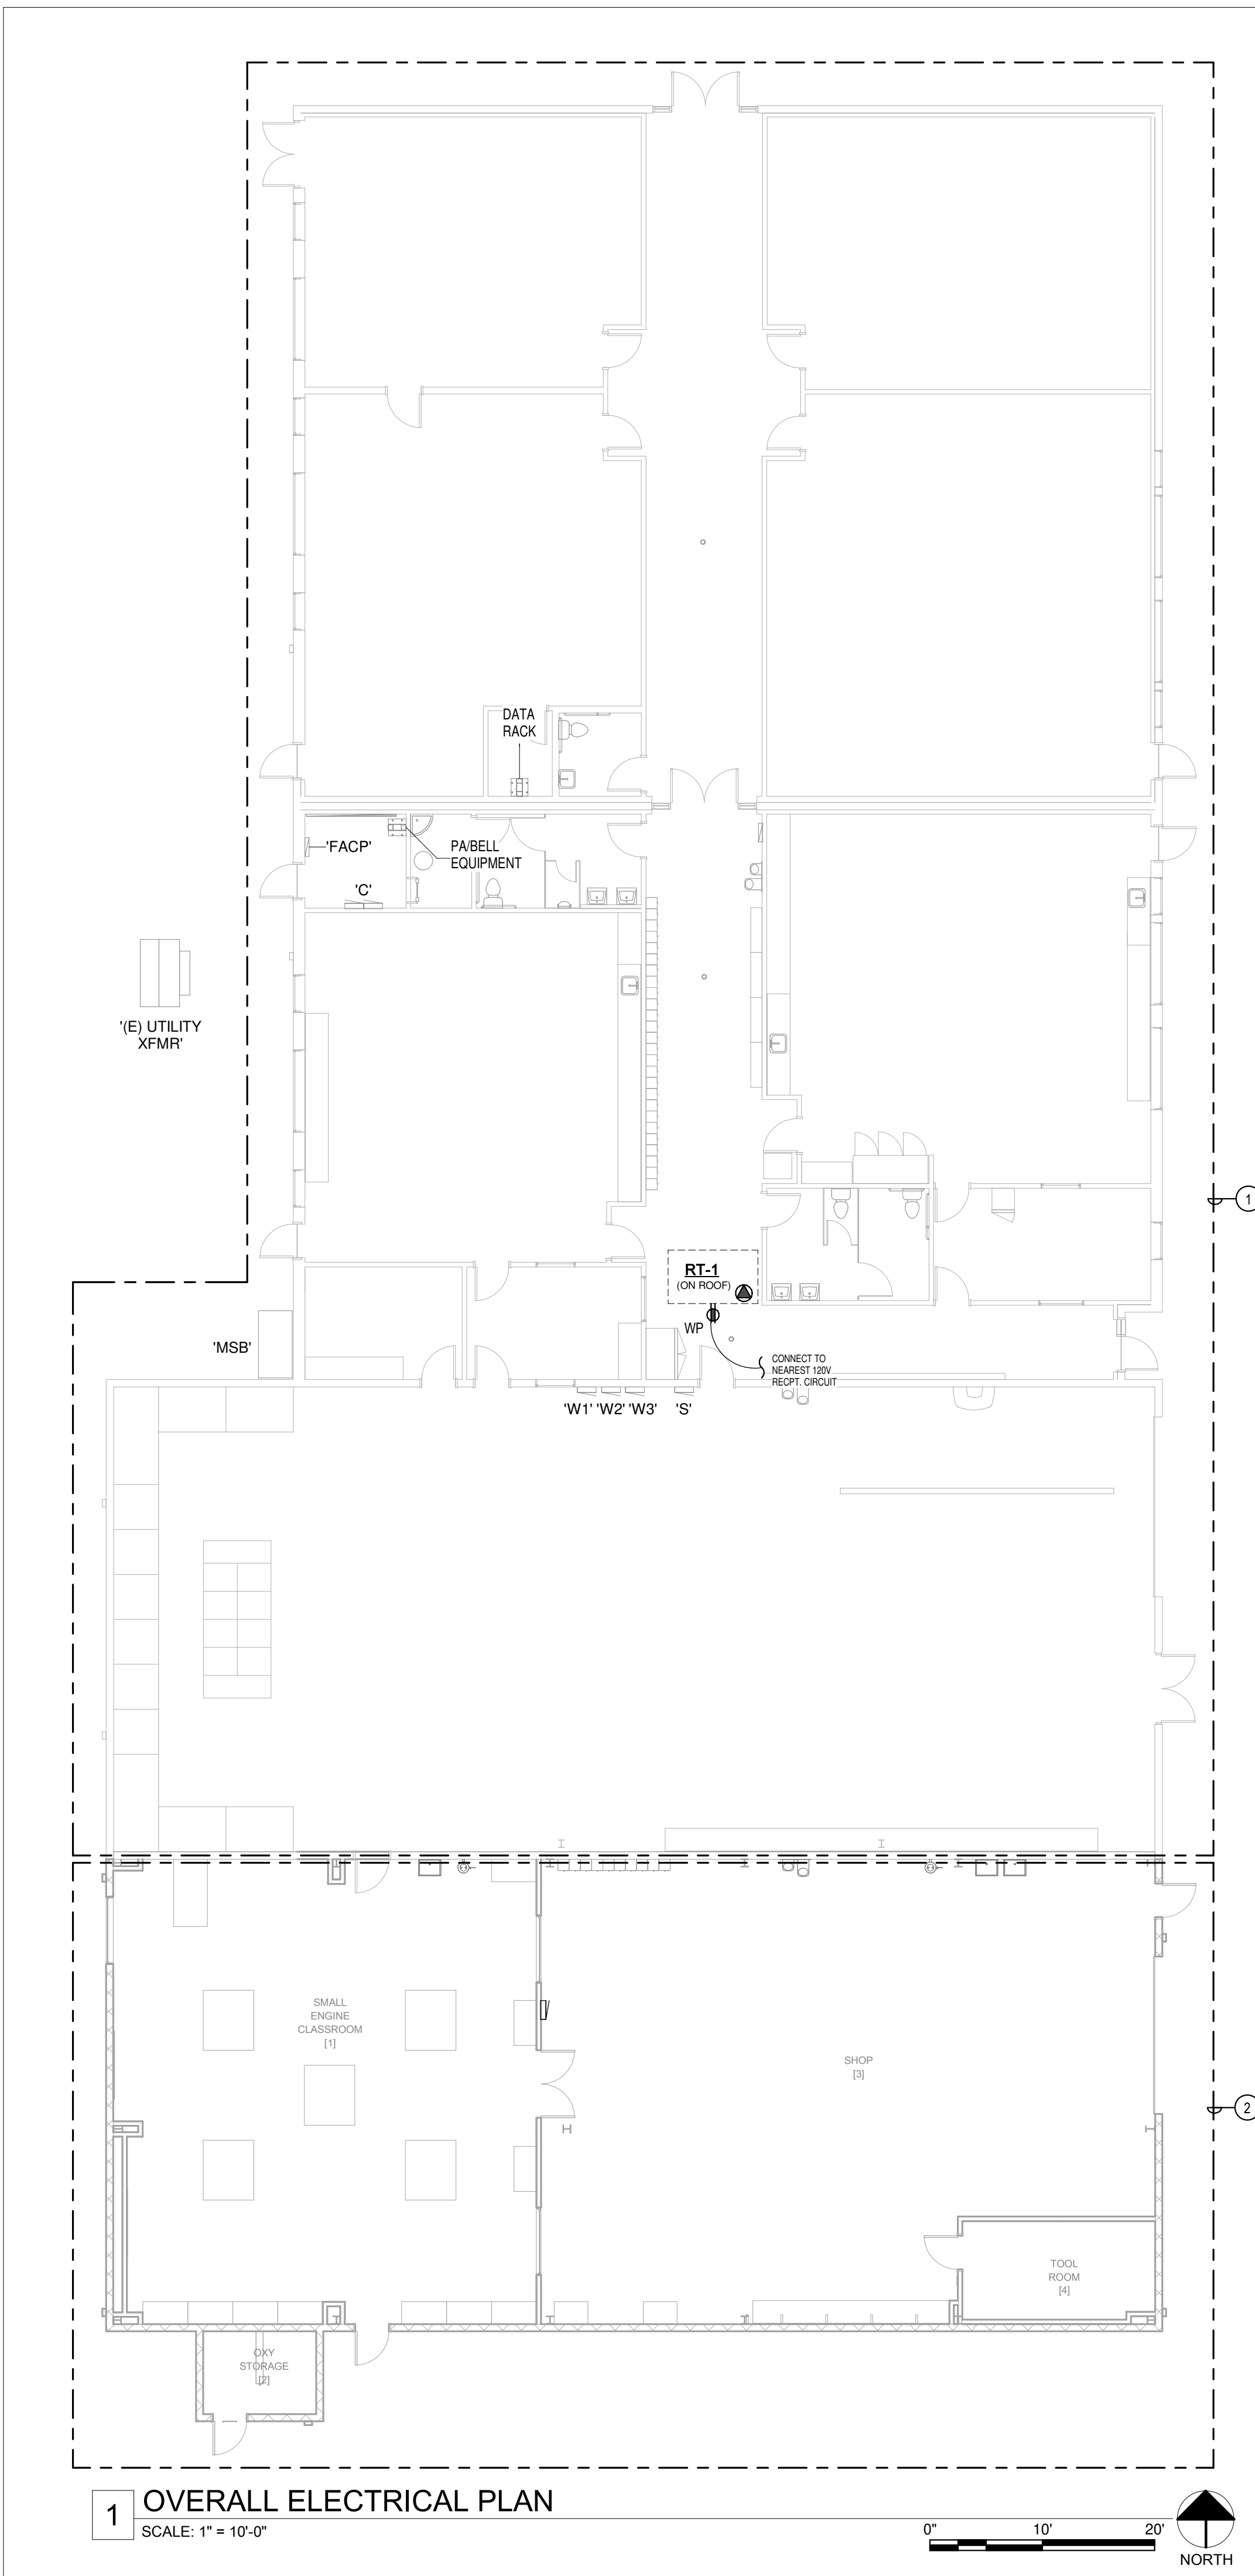 DATA
RACK
'FACP'
PA/BELL
EQUIPMENT
'C'
'(E) UTILITY
XFMR'
1
RT-1
(ON ROOF)
WP
'MSB'
CONNECT TO
NEAREST 120V
RECPT. CIRCUIT
'W1' 'W2' 'W3' 'S'
SMALL
ENGINE
CLASSROOM
[1]
SHOP
[3]
2
TOOL
ROOM
[4]
OXY
STORAGE
[2]
1 OVERALL ELECTRICAL PLAN
SCALE: 1" = 10'-0"
0" 10' 20'
NORTH